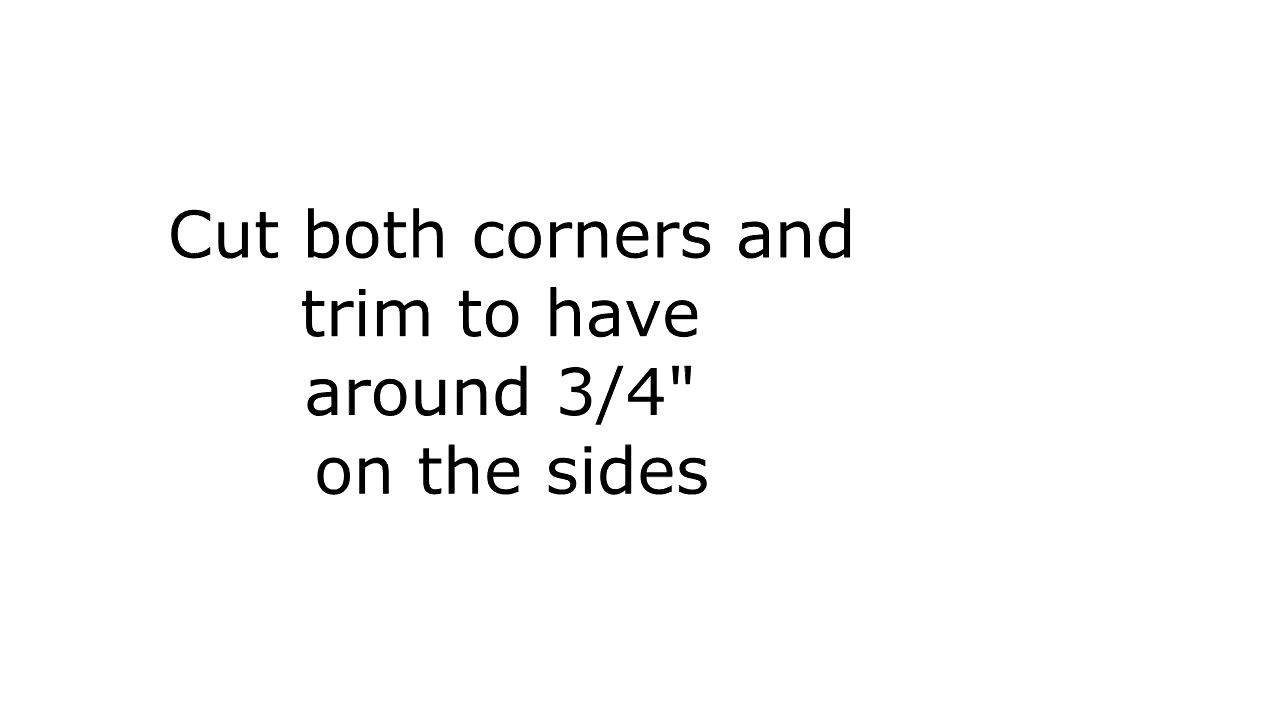 Cut both corners and
trim to have
around 3/4"
on the sides